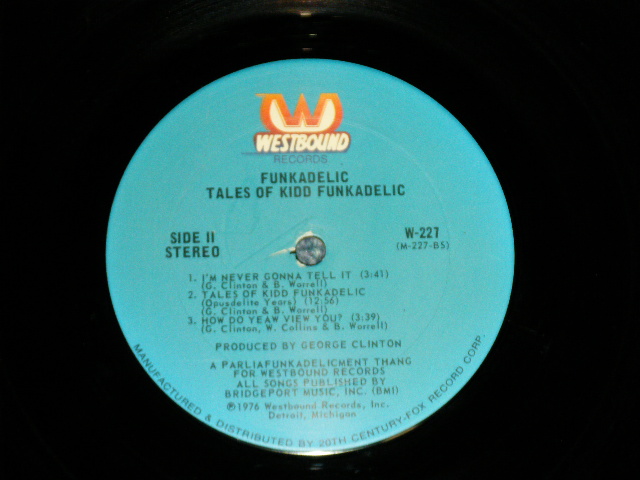 W
WESTBOUND
RECORDS
FUNKADELIC
TALES OF KIDD FUNKADELIC
SIDE II
STEREO
W-227
(M-227-B5)
1. I'M NEVER GONNA TELL IT (3:41)
(G. Clinton & B. Worrell)
2. TALES OF KIDD FUNKADELIC
(Opusdelite Years) (12:56)
(G. Clinton & B. Worrell)
3. HOW DO YEAW VIEW YOU? (3:39)
(G. Clinton, W. Collins & B. Worrell)
PRODUCED BY GEORGE CLINTON
A PARLIAFUNKADELICMENT THANG
FOR WESTBOUND RECORDS
ALL SONGS PUBLISHED BY
BRIDGEPORT MUSIC, INC. (BMI)
℗1976 Westbound Records, Inc.
Detroit, Michigan
MANUFACTURED & DISTRIBUTED BY 20TH CENTURY-FOX RECORD CORP.